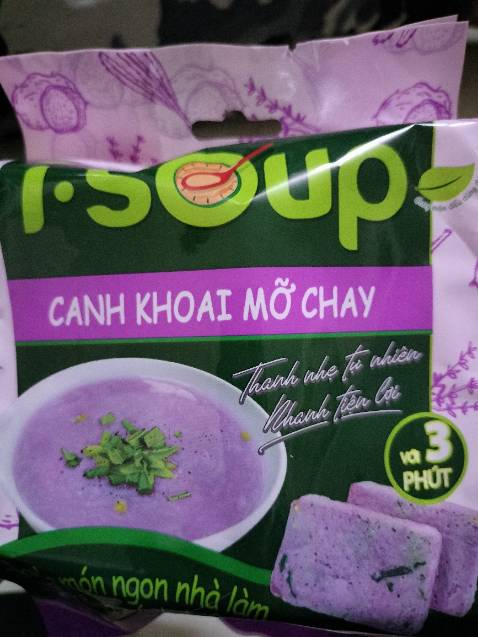 I·SOUP
CANH KHOAI MỠ CHAY
Thanh nhẹ tự nhiên
Nhanh tiện lợi
với 3
PHÚT
món ngon nhà làm